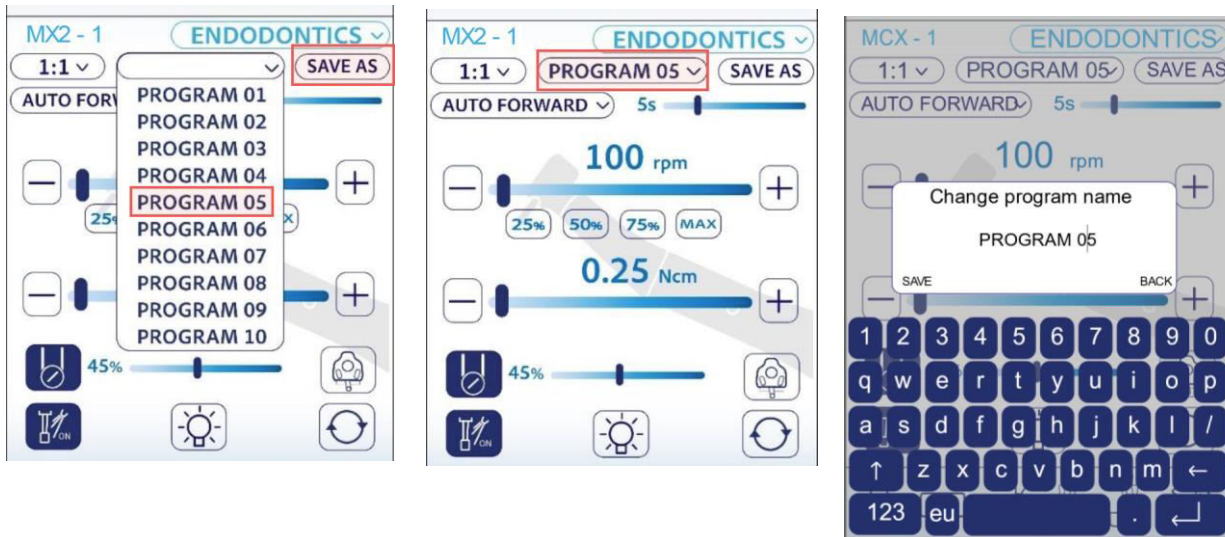 MX2 - 1
ENDODONTICS
1:1
SAVE AS
AUTO FORW
PROGRAM 01
PROGRAM 02
PROGRAM 03
PROGRAM 04
PROGRAM 05
PROGRAM 06
PROGRAM 07
PROGRAM 08
PROGRAM 09
PROGRAM 10
25%
X
45%
ON
MX2 - 1
ENDODONTICS
1:1 PROGRAM 05 SAVE AS
AUTO FORWARD 5s
100 rpm
25% 50% 75% MAX
0.25 Ncm
45%
ON
MCX - 1
ENDODONTICS
1:1 PROGRAM 05 SAVE AS
AUTO FORWARD 5s
100 rpm
Change program name
PROGRAM 05
SAVE BACK
1 2 3 4 5 6 7 8 9 0
q w e r t y u i o p
a s d f g h j k l /
↑ z x c v b n m ←
123 eu .